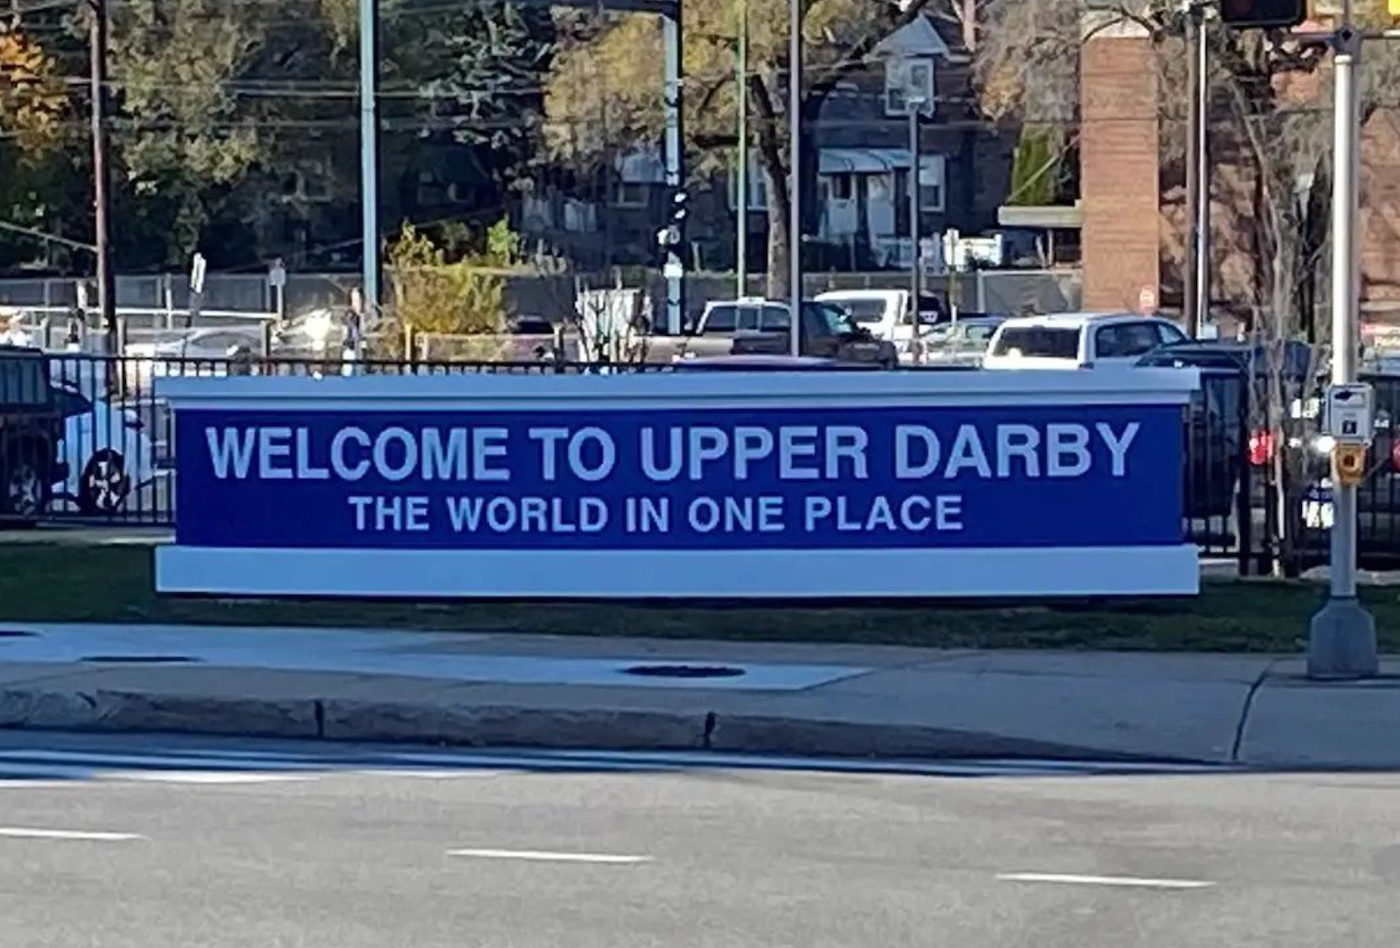 WELCOME TO UPPER DARBY
THE WORLD IN ONE PLACE